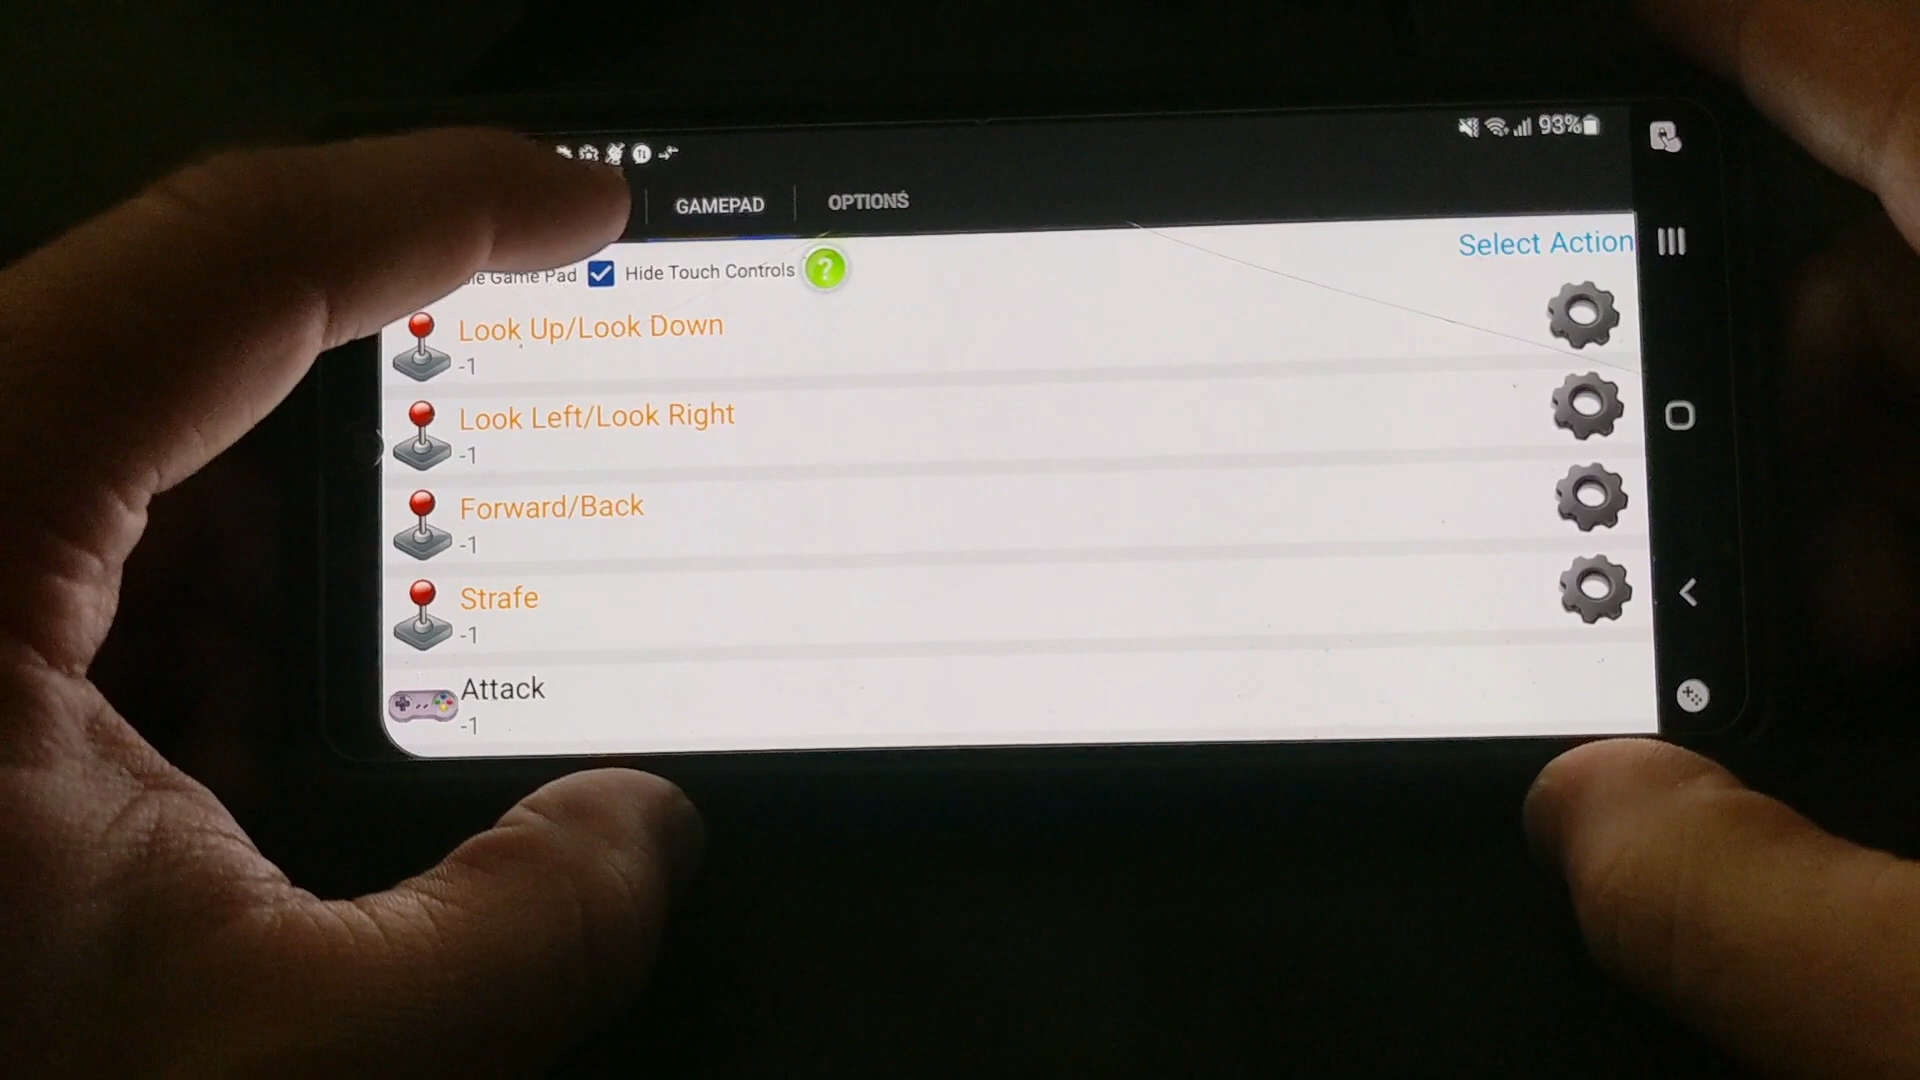 93%
GAMEPAD
OPTIONS
Select Action
Game Pad
Hide Touch Controls
?
Look Up/Look Down
-1
Look Left/Look Right
-1
Forward/Back
-1
Strafe
-1
Attack
-1